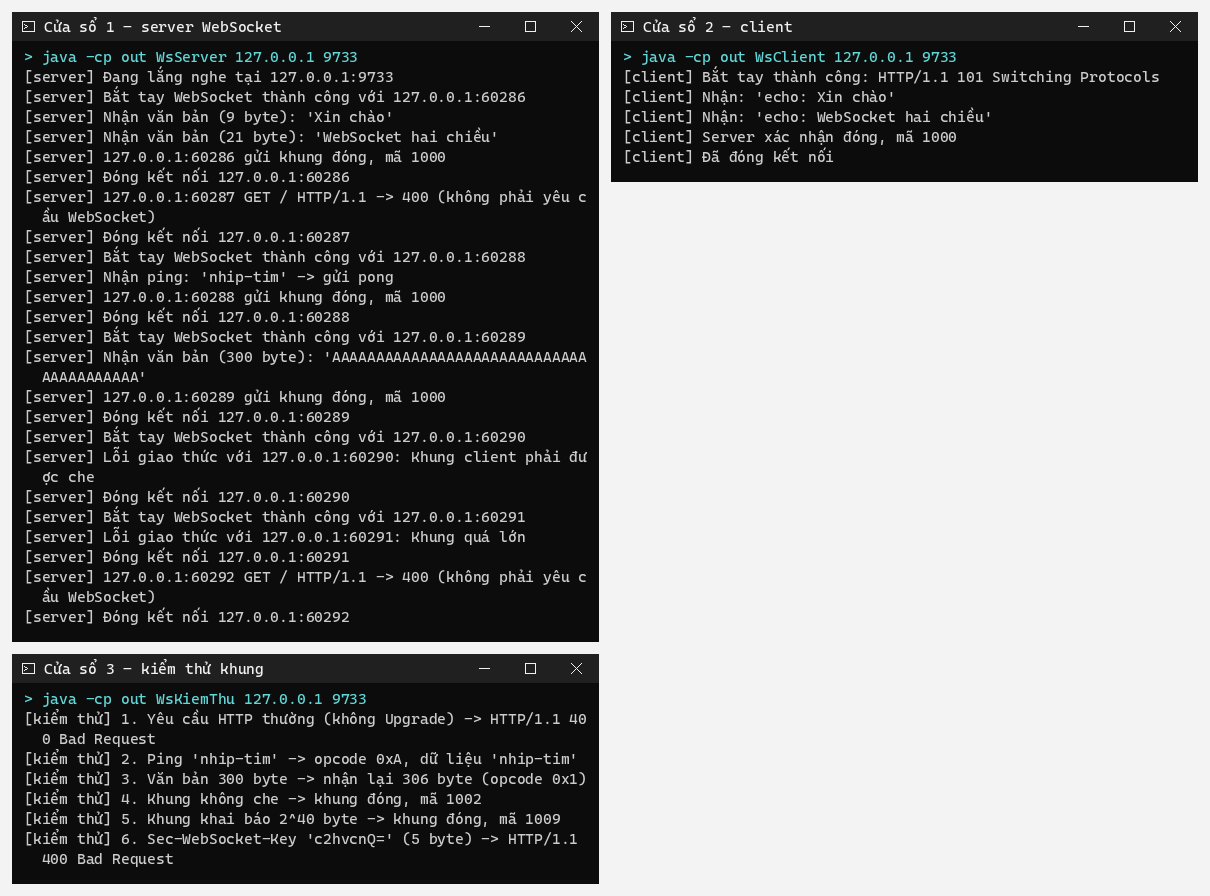 Cửa sổ 1 – server WebSocket
> java -cp out WsServer 127.0.0.1 9733
[server] Đang lắng nghe tại 127.0.0.1:9733
[server] Bắt tay WebSocket thành công với 127.0.0.1:60286
[server] Nhận văn bản (9 byte): 'Xin chào'
[server] Nhận văn bản (21 byte): 'WebSocket hai chiều'
[server] 127.0.0.1:60286 gửi khung đóng, mã 1000
[server] Đóng kết nối 127.0.0.1:60286
[server] 127.0.0.1:60287 GET / HTTP/1.1 -> 400 (không phải yêu c
ầu WebSocket)
[server] Đóng kết nối 127.0.0.1:60287
[server] Bắt tay WebSocket thành công với 127.0.0.1:60288
[server] Nhận ping: 'nhip-tim' -> gửi pong
[server] 127.0.0.1:60288 gửi khung đóng, mã 1000
[server] Đóng kết nối 127.0.0.1:60288
[server] Bắt tay WebSocket thành công với 127.0.0.1:60289
[server] Nhận văn bản (300 byte): 'AAAAAAAAAAAAAAAAAAAAAAAAAAAAA
AAAAAAAAAAA'
[server] 127.0.0.1:60289 gửi khung đóng, mã 1000
[server] Đóng kết nối 127.0.0.1:60289
[server] Bắt tay WebSocket thành công với 127.0.0.1:60290
[server] Lỗi giao thức với 127.0.0.1:60290: Khung client phải đư
ợc che
[server] Đóng kết nối 127.0.0.1:60290
[server] Bắt tay WebSocket thành công với 127.0.0.1:60291
[server] Lỗi giao thức với 127.0.0.1:60291: Khung quá lớn
[server] Đóng kết nối 127.0.0.1:60291
[server] 127.0.0.1:60292 GET / HTTP/1.1 -> 400 (không phải yêu c
ầu WebSocket)
[server] Đóng kết nối 127.0.0.1:60292
Cửa sổ 2 – client
> java -cp out WsClient 127.0.0.1 9733
[client] Bắt tay thành công: HTTP/1.1 101 Switching Protocols
[client] Nhận: 'echo: Xin chào'
[client] Nhận: 'echo: WebSocket hai chiều'
[client] Server xác nhận đóng, mã 1000
[client] Đã đóng kết nối
Cửa sổ 3 – kiểm thử khung
> java -cp out WsKiemThu 127.0.0.1 9733
[kiểm thử] 1. Yêu cầu HTTP thường (không Upgrade) -> HTTP/1.1 40
0 Bad Request
[kiểm thử] 2. Ping 'nhip-tim' -> opcode 0xA, dữ liệu 'nhip-tim'
[kiểm thử] 3. Văn bản 300 byte -> nhận lại 306 byte (opcode 0x1)
[kiểm thử] 4. Khung không che -> khung đóng, mã 1002
[kiểm thử] 5. Khung khai báo 2^40 byte -> khung đóng, mã 1009
[kiểm thử] 6. Sec-WebSocket-Key 'c2hvcnQ=' (5 byte) -> HTTP/1.1
400 Bad Request